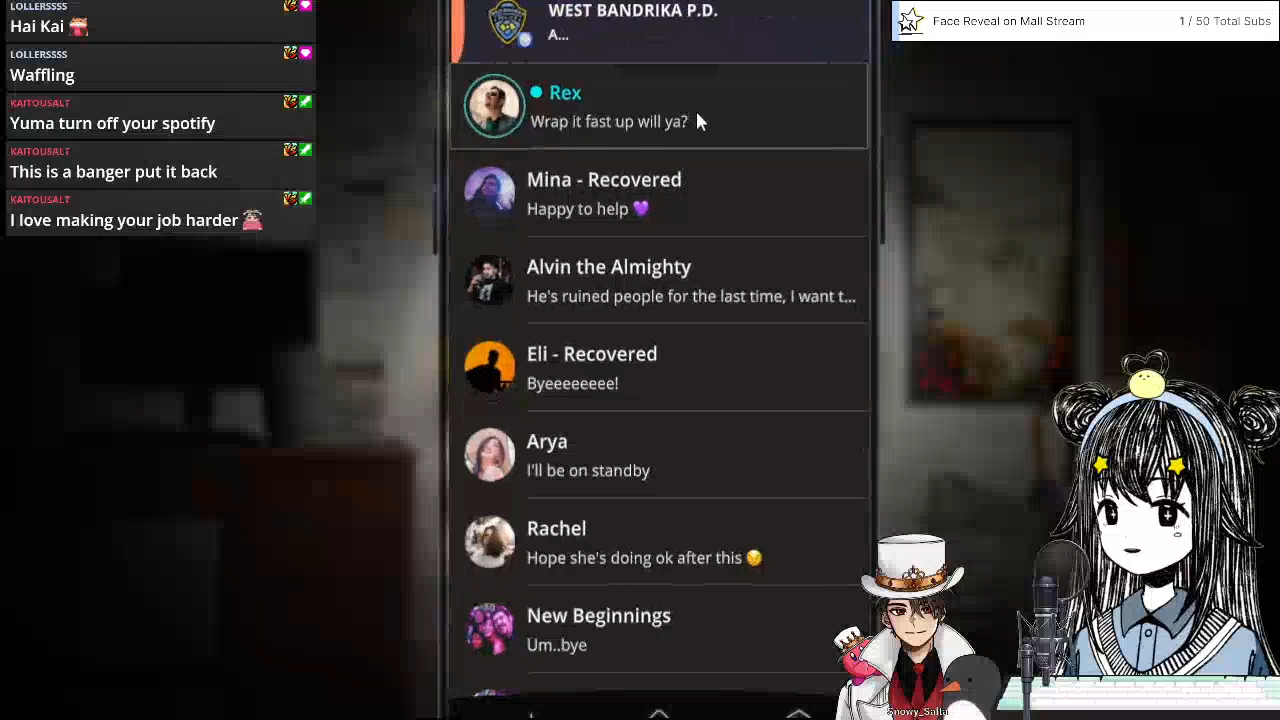 LOLLERSSSS
Hai Kai
LOLLERSSSS
Waffling
KAITOUSALT
Yuma turn off your spotify
KAITOUSALT
This is a banger put it back
KAITOUSALT
I love making your job harder
WEST BANDRIKA P.D.
A...
Rex
Wrap it fast up will ya?
Mina - Recovered
Happy to help 💜
Alvin the Almighty
He's ruined people for the last time, I want t...
Eli - Recovered
Byeeeeeeee!
Arya
I'll be on standby
Rachel
Hope she's doing ok after this 😉
New Beginnings
Um..bye
Face Reveal on Mall Stream
1 / 50 Total Subs